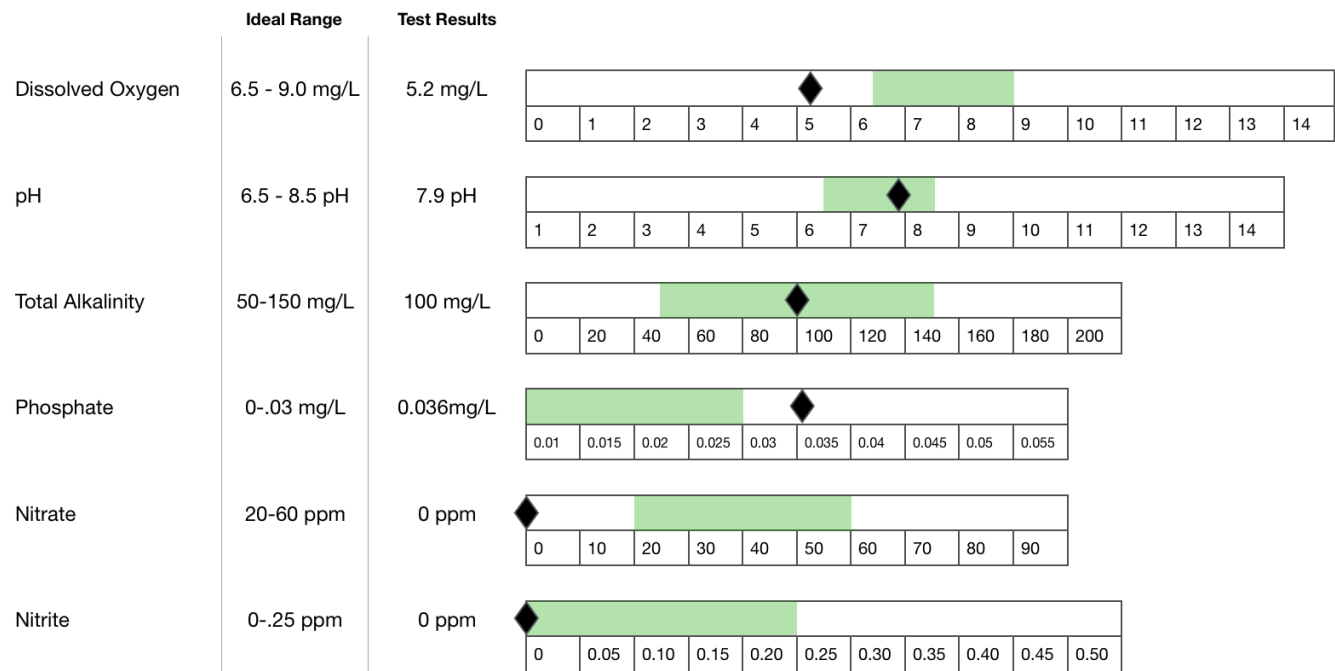 Ideal Range Test Results
Dissolved Oxygen 6.5 - 9.0 mg/L 5.2 mg/L
0 1 2 3 4 5 6 7 8 9 10 11 12 13 14
pH 6.5 - 8.5 pH 7.9 pH
1 2 3 4 5 6 7 8 9 10 11 12 13 14
Total Alkalinity 50-150 mg/L 100 mg/L
0 20 40 60 80 100 120 140 160 180 200
Phosphate 0-.03 mg/L 0.036mg/L
0.01 0.015 0.02 0.025 0.03 0.035 0.04 0.045 0.05 0.055
Nitrate 20-60 ppm 0 ppm
0 10 20 30 40 50 60 70 80 90
Nitrite 0-.25 ppm 0 ppm
0 0.05 0.10 0.15 0.20 0.25 0.30 0.35 0.40 0.45 0.50